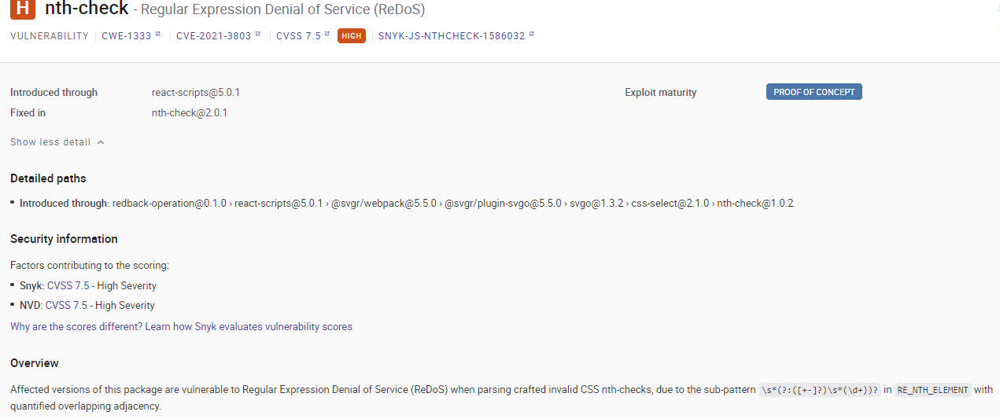 H nth-check - Regular Expression Denial of Service (ReDoS)
VULNERABILITY CWE-1333 CVE-2021-3803 CVSS 7.5 HIGH SNYK-JS-NTHCHECK-1586032
Introduced through react-scripts@5.0.1 Exploit maturity PROOF OF CONCEPT
Fixed in nth-check@2.0.1
Show less detail
Detailed paths
• Introduced through: redback-operation@0.1.0 › react-scripts@5.0.1 › @svgr/webpack@5.5.0 › @svgr/plugin-svgo@5.5.0 › svgo@1.3.2 › css-select@2.1.0 › nth-check@1.0.2
Security information
Factors contributing to the scoring:
• Snyk: CVSS 7.5 - High Severity
• NVD: CVSS 7.5 - High Severity
Why are the scores different? Learn how Snyk evaluates vulnerability scores
Overview
Affected versions of this package are vulnerable to Regular Expression Denial of Service (ReDoS) when parsing crafted invalid CSS nth-checks, due to the sub-pattern \s*(?:([+-]?)\s*(\d+))? in RE_NTH_ELEMENT with
quantified overlapping adjacency.